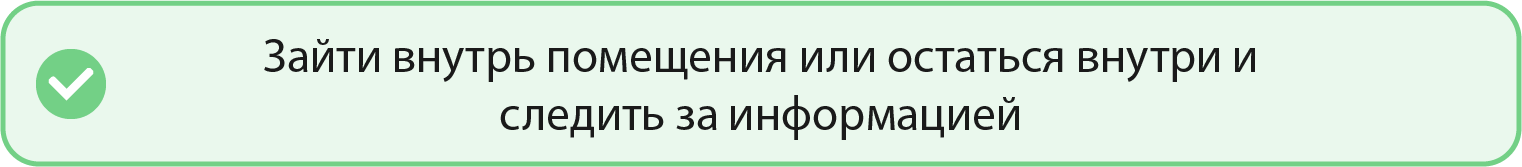 Зайти внутрь помещения или остаться внутри и
следить за информацией